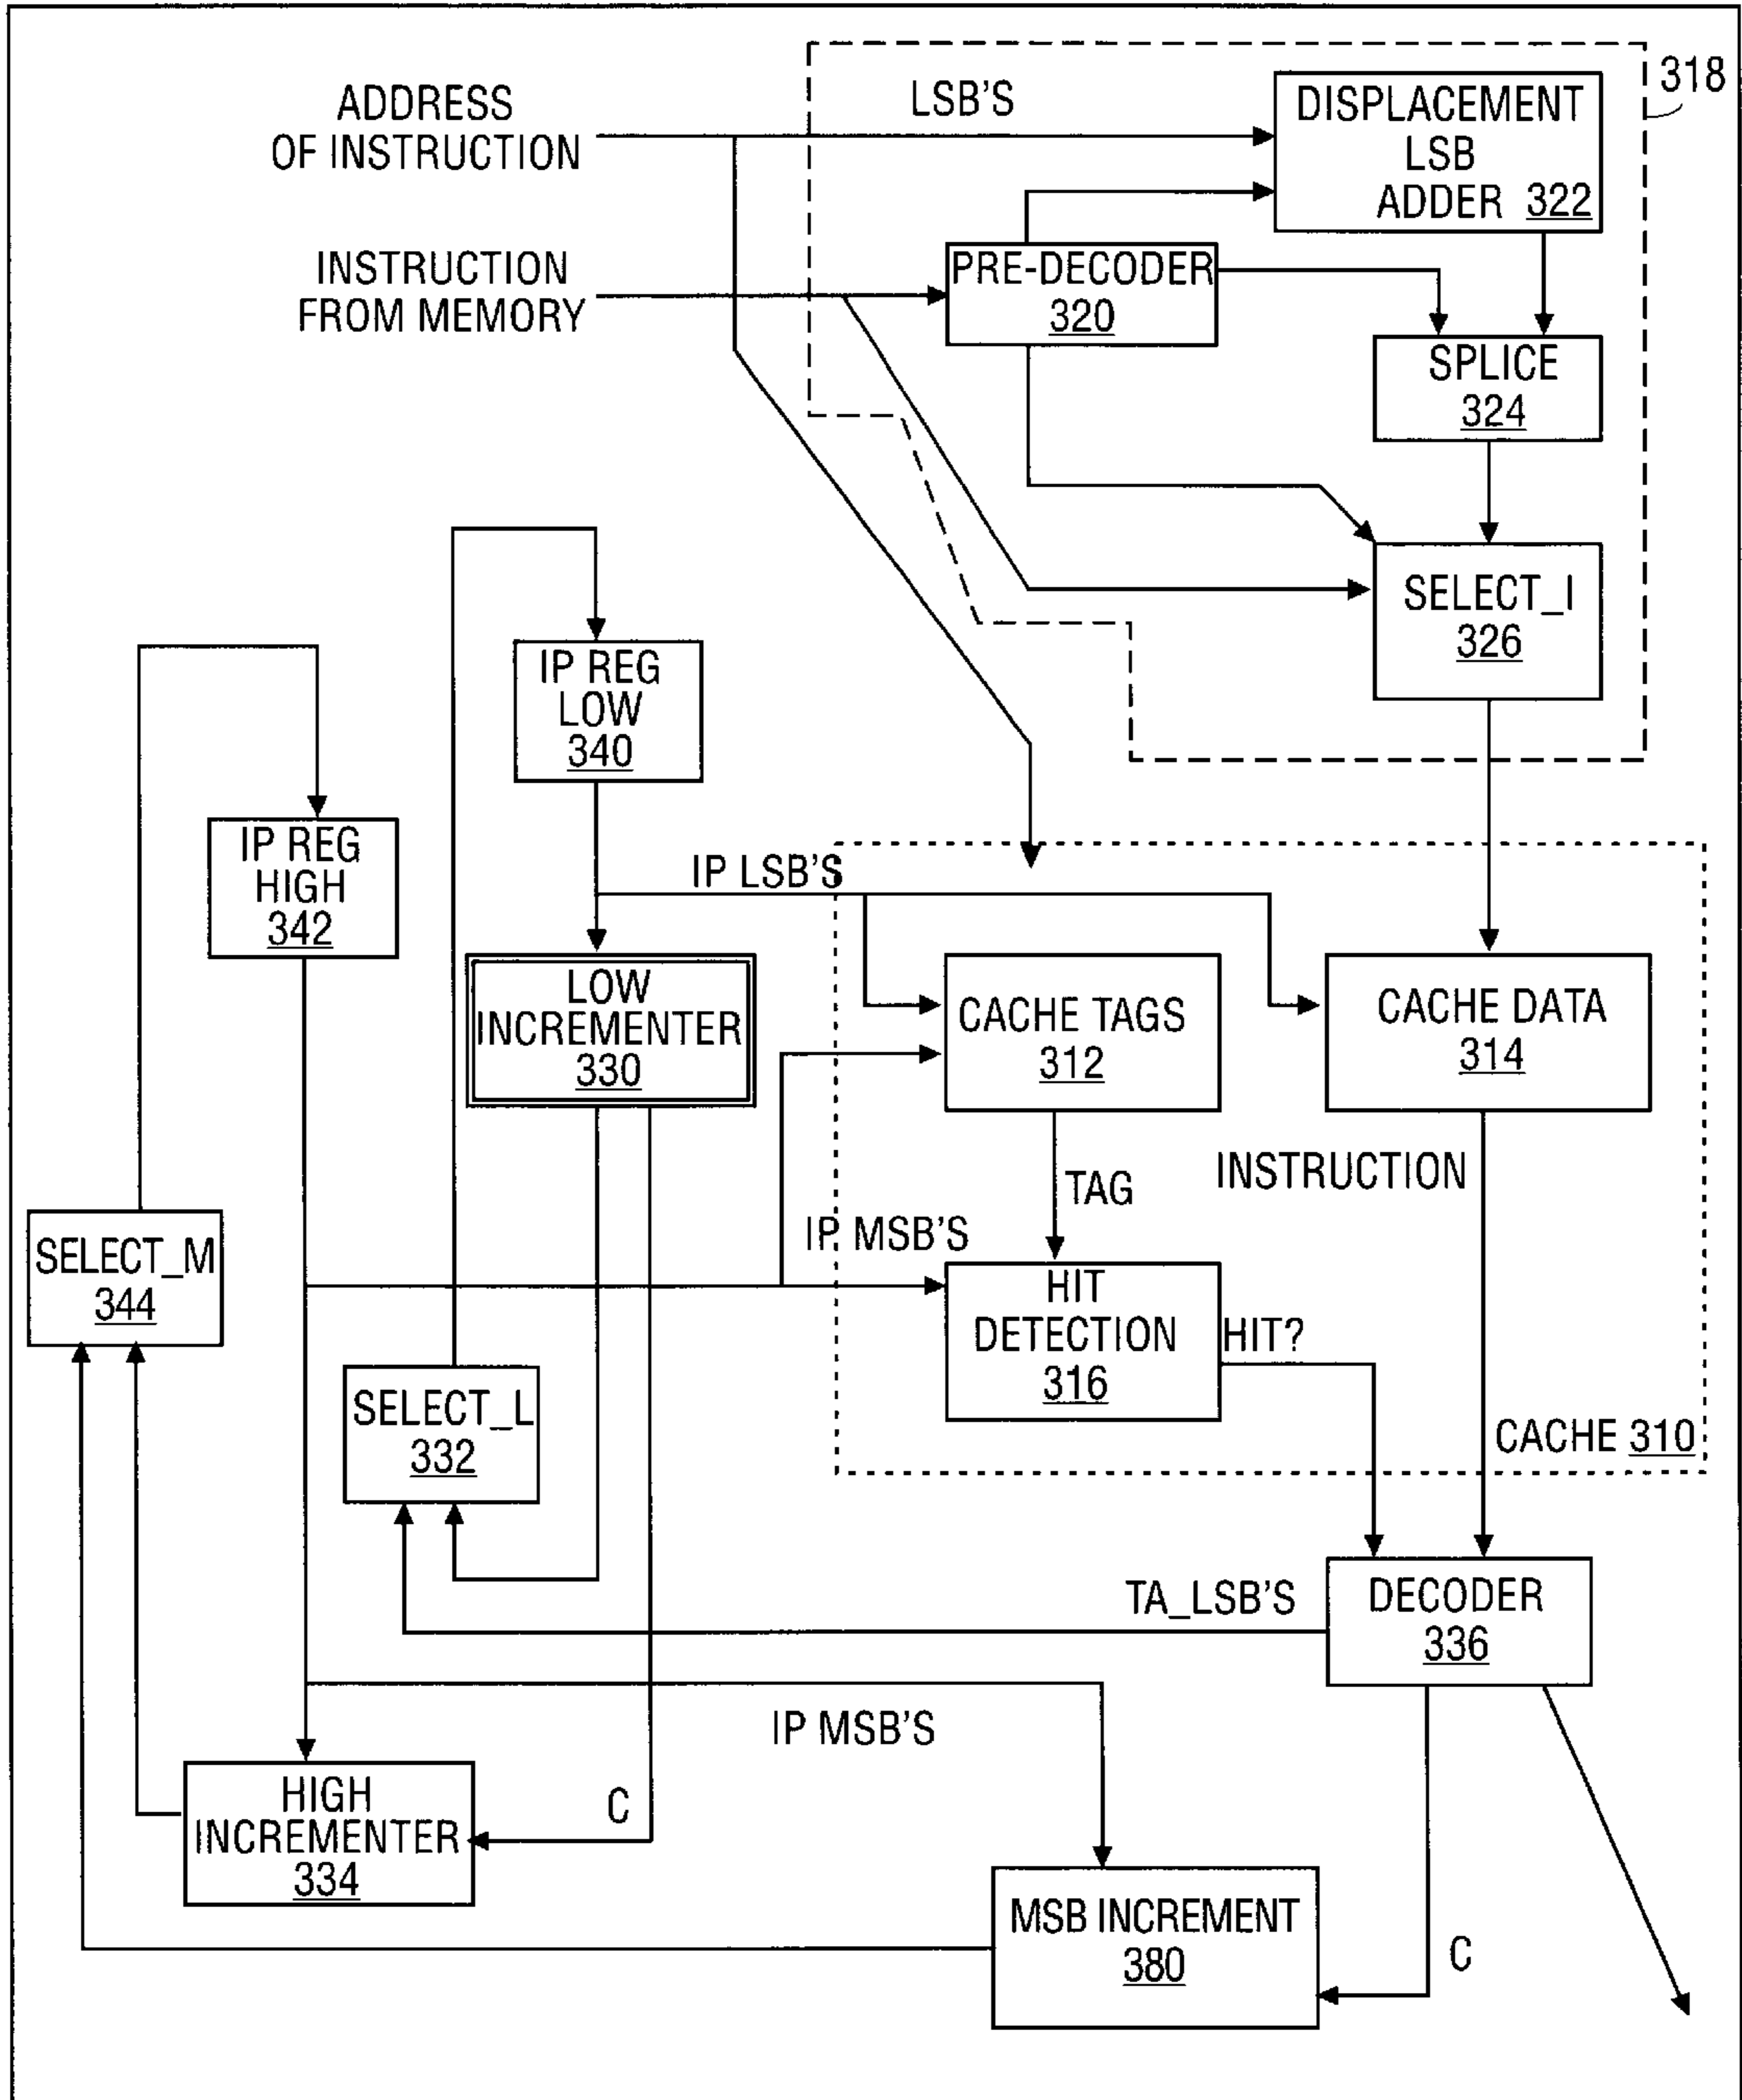 318
ADDRESS
OF INSTRUCTION
LSB'S
DISPLACEMENT
LSB
ADDER 322
INSTRUCTION
FROM MEMORY
PRE-DECODER
320
SPLICE
324
SELECT_I
326
IP REG
LOW
340
IP REG
HIGH
342
IP LSB'S
LOW
INCREMENTER
330
CACHE TAGS
312
CACHE DATA
314
TAG
INSTRUCTION
IP MSB'S
SELECT_M
344
HIT
DETECTION
316
HIT?
SELECT_L
332
CACHE 310
TA_LSB'S
DECODER
336
IP MSB'S
HIGH
INCREMENTER
334
C
MSB INCREMENT
380
C